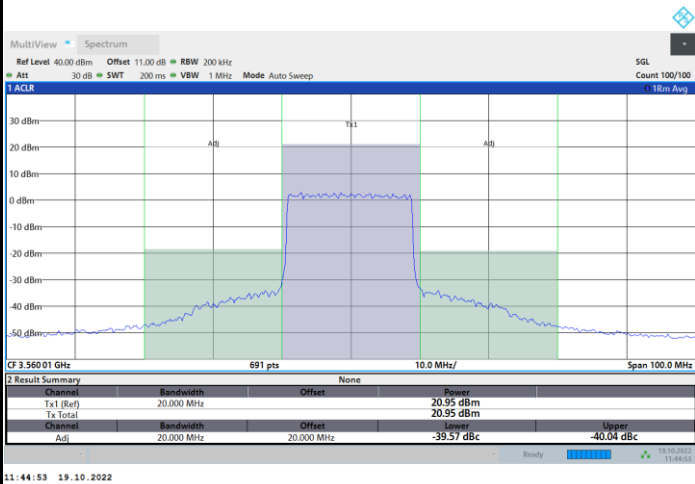 MultiView Spectrum
Ref Level 40.00 dBm Offset 11.00 dB RBW 200 kHz SGL
Att 30 dB SWT 200 ms VBW 1 MHz Mode Auto Sweep Count 100/100
1 ACLR 1Rm Avg
30 dBm
Tx1
20 dBm
Adj Adj
10 dBm
0 dBm
-10 dBm
-20 dBm
-30 dBm
-40 dBm
-50 dBm
CF 3.56001 GHz 691 pts 10.0 MHz/ Span 100.0 MHz
2 Result Summary None
Channel Bandwidth Offset Power
Tx1 (Ref) 20.000 MHz 20.95 dBm
Tx Total 20.95 dBm
Channel Bandwidth Offset Lower Upper
Adj 20.000 MHz 20.000 MHz -39.57 dBc -40.04 dBc
Ready 19.10.2022
11:44:53
11:44:53 19.10.2022